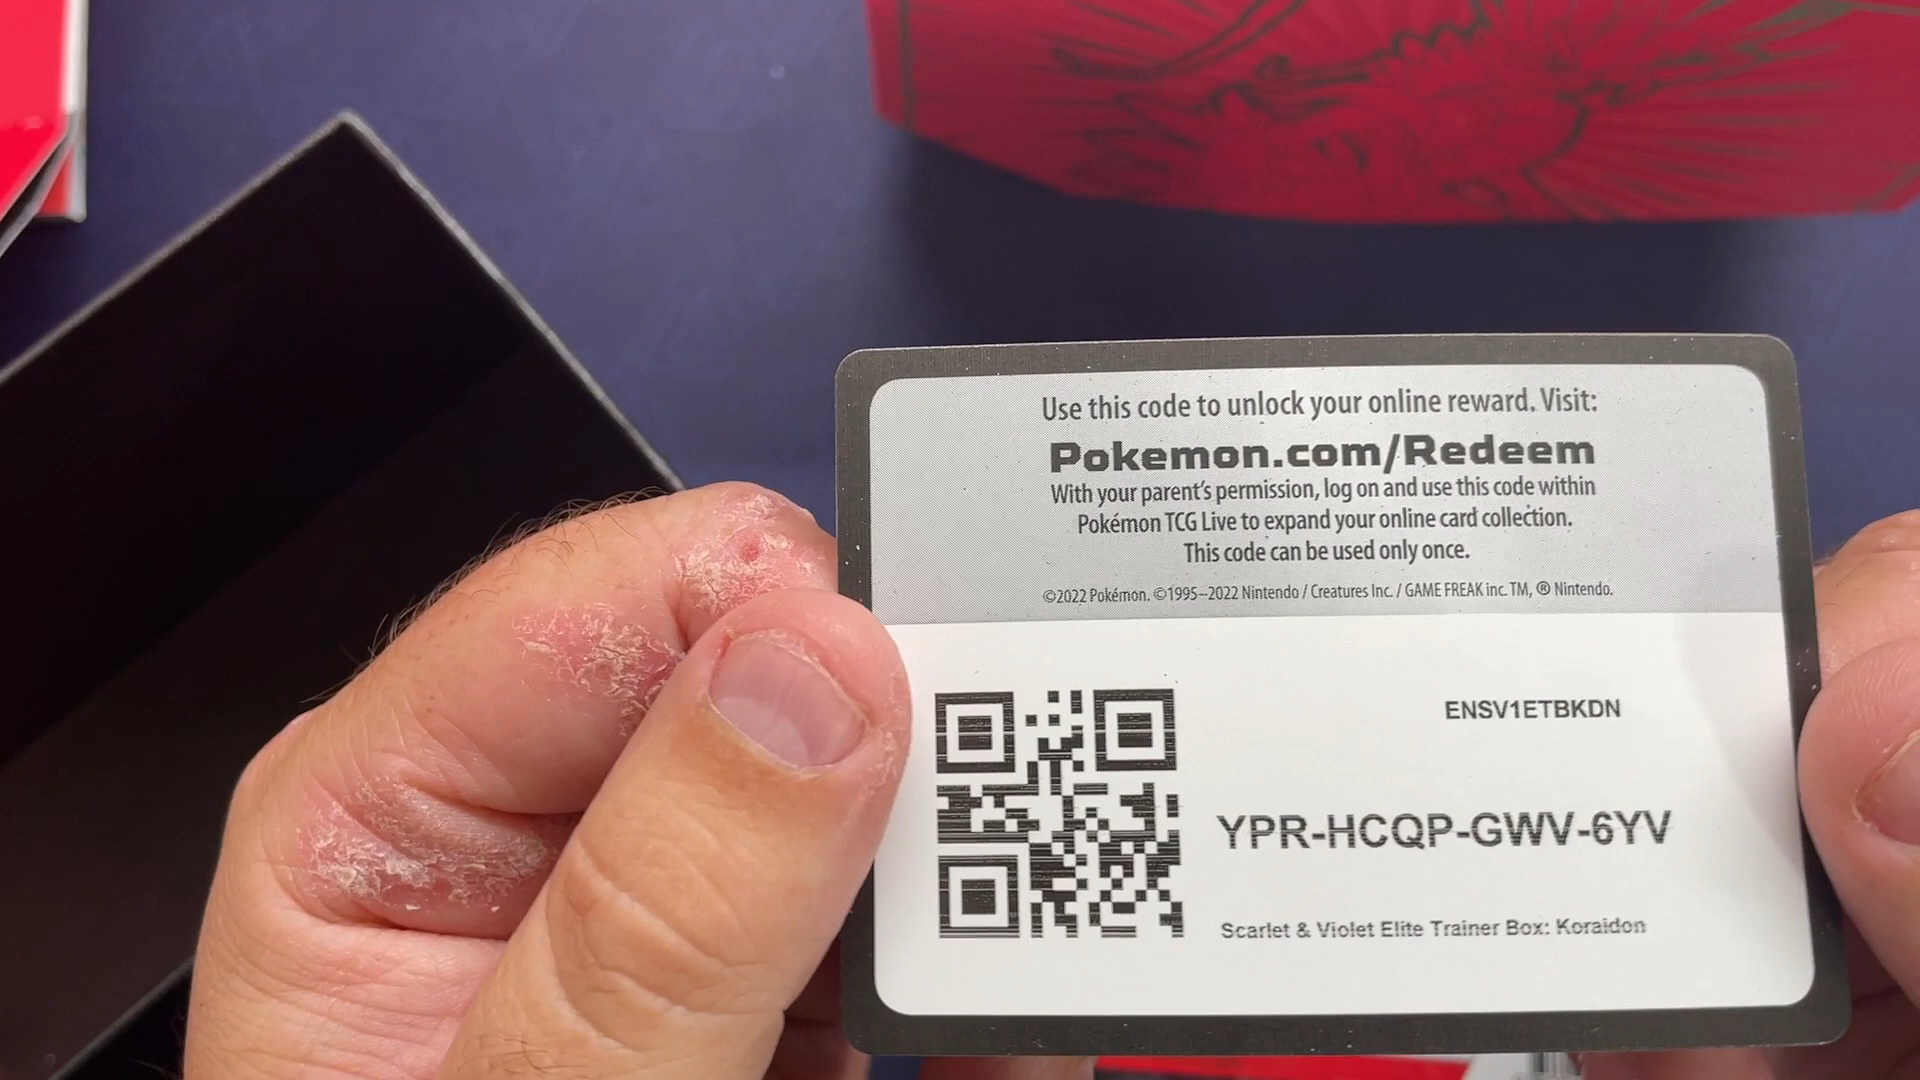 Use this code to unlock your online reward. Visit:
Pokemon.com/Redeem
With your parent's permission, log on and use this code within
Pokémon TCG Live to expand your online card collection.
This code can be used only once.
©2022 Pokémon. ©1995–2022 Nintendo / Creatures Inc. / GAME FREAK inc. TM, ® Nintendo.
ENSV1ETBKDN
YPR-HCQP-GWV-6YV
Scarlet & Violet Elite Trainer Box: Koraidon